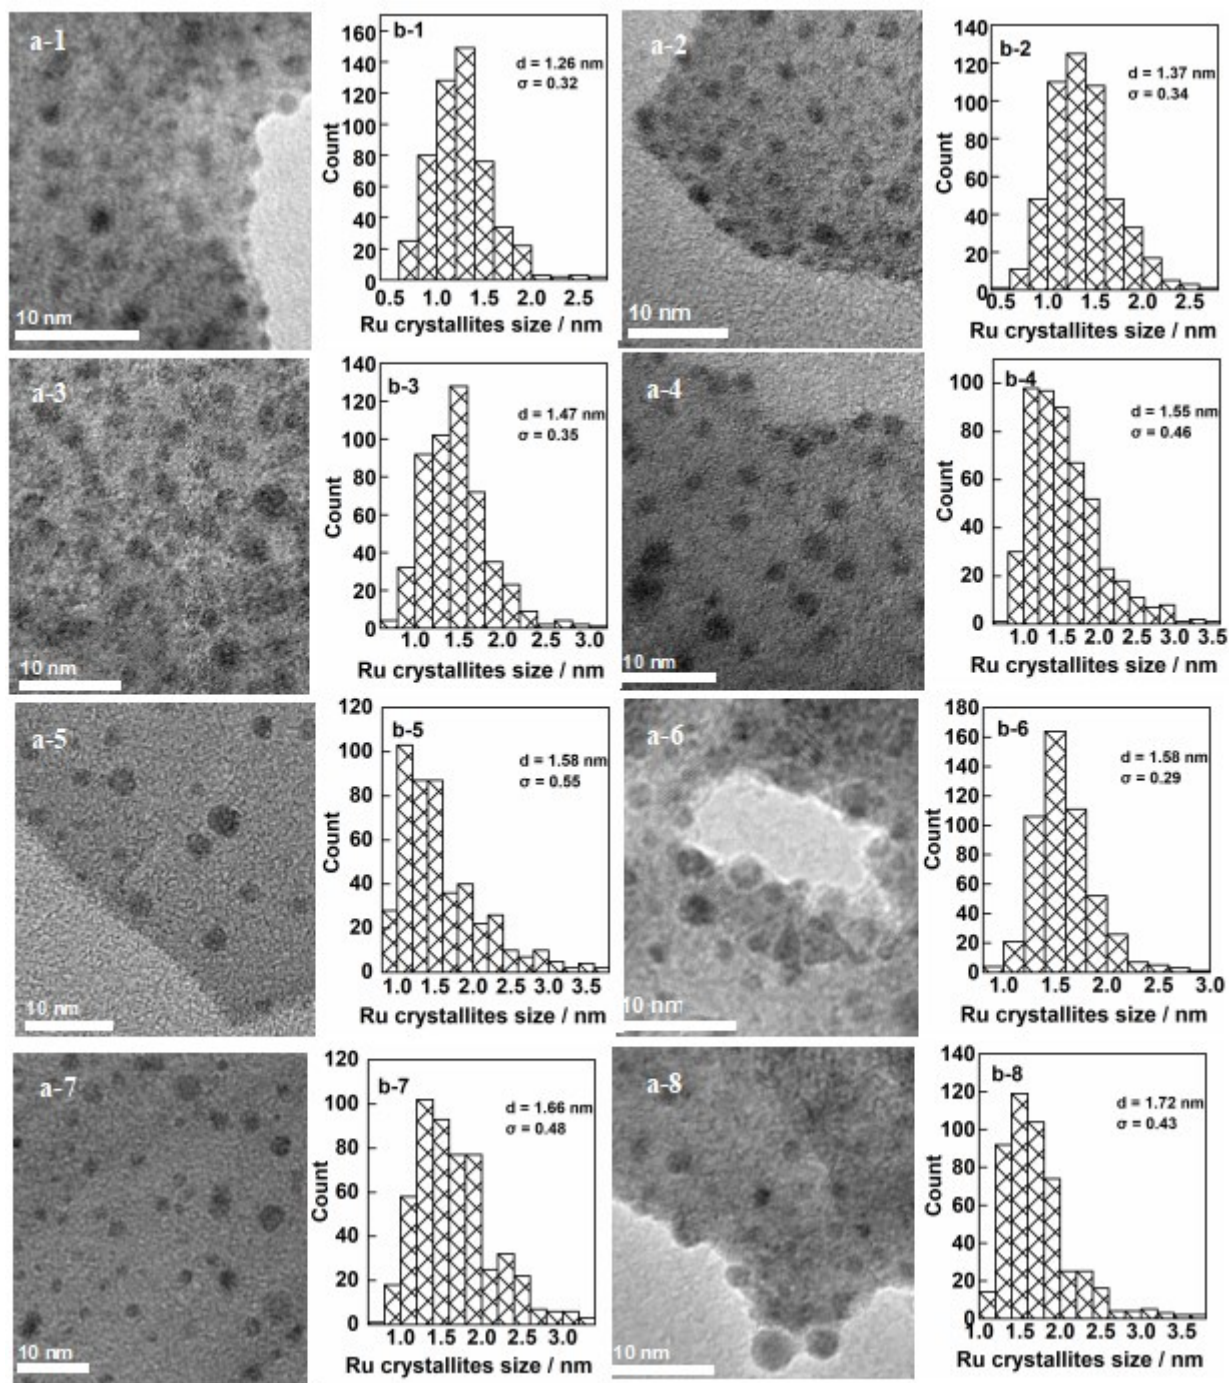 a-1
10 nm
b-1
d = 1.26 nm
σ = 0.32
Count
160
140
120
100
80
60
40
20
0
0.5 1.0 1.5 2.0 2.5
Ru crystallites size / nm
a-2
10 nm
b-2
d = 1.37 nm
σ = 0.34
Count
140
120
100
80
60
40
20
0
0.5 1.0 1.5 2.0 2.5
Ru crystallites size / nm
a-3
10 nm
b-3
d = 1.47 nm
σ = 0.35
Count
140
120
100
80
60
40
20
0
1.0 1.5 2.0 2.5 3.0
Ru crystallites size / nm
a-4
10 nm
b-4
d = 1.55 nm
σ = 0.46
Count
100
80
60
40
20
0
1.0 1.5 2.0 2.5 3.0 3.5
Ru crystallites size / nm
a-5
10 nm
b-5
d = 1.58 nm
σ = 0.55
Count
120
100
80
60
40
20
0
1.0 1.5 2.0 2.5 3.0 3.5
Ru crystallites size / nm
a-6
10 nm
b-6
d = 1.58 nm
σ = 0.29
Count
180
160
140
120
100
80
60
40
20
0
1.0 1.5 2.0 2.5 3.0
Ru crystallites size / nm
a-7
10 nm
b-7
d = 1.66 nm
σ = 0.48
Count
120
100
80
60
40
20
0
1.0 1.5 2.0 2.5 3.0
Ru crystallites size / nm
a-8
10 nm
b-8
d = 1.72 nm
σ = 0.43
Count
140
120
100
80
60
40
20
0
1.0 1.5 2.0 2.5 3.0 3.5
Ru crystallites size / nm